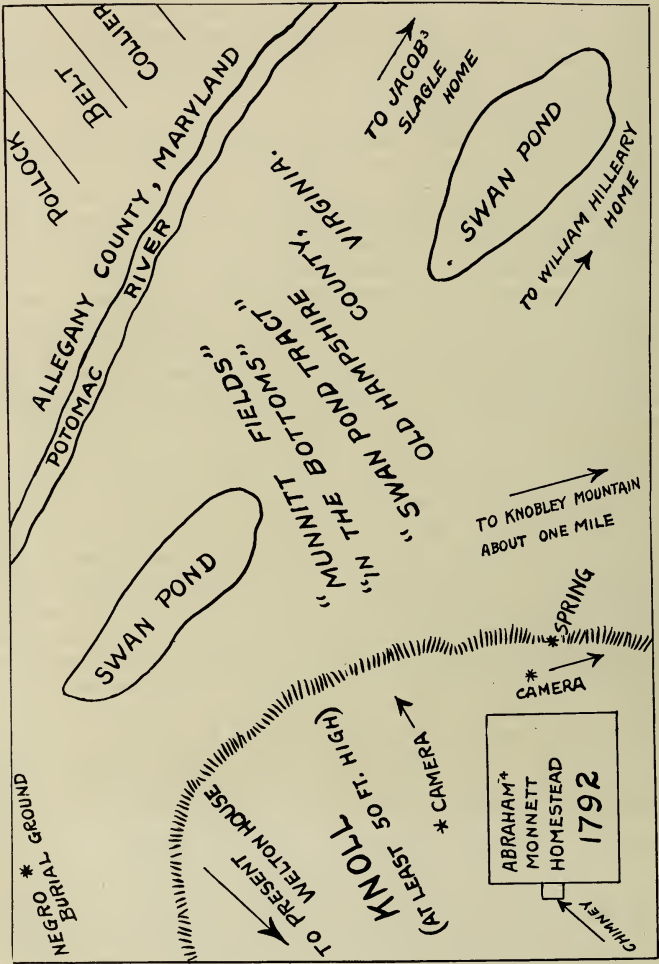 POLLOCK
BELT
COLLIER
ALLEGANY COUNTY, MARYLAND
POTOMAC RIVER
TO JACOB³
SLAGLE
HOME
SWAN POND
TO WILLIAM HILLEARY
HOME
"MUNNITT FIELDS"
"IN THE BOTTOMS"
"SWAN POND TRACT"
OLD HAMPSHIRE COUNTY, VIRGINIA.
SWAN POND
TO KNOBLEY MOUNTAIN
ABOUT ONE MILE
* SPRING
*
CAMERA
* CAMERA
KNOLL
(AT LEAST 50 FT. HIGH)
TO PRESENT
WELTON HOUSE
NEGRO *
BURIAL GROUND
ABRAHAM⁴
MONNETT
HOMESTEAD
1792
CHIMNEY